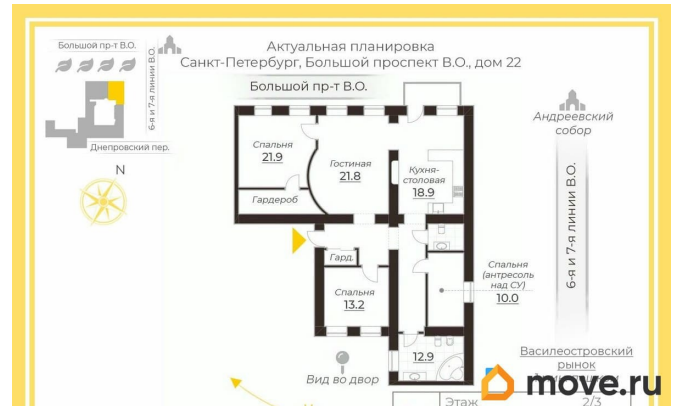 Актуальная планировка
Санкт-Петербург, Большой проспект В.О., дом 22
Большой пр-т В.О.
6-я и 7-я линии В.О.
Днепровский пер.
N
Большой пр-т В.О.
Андреевский
собор
6-я и 7-я линии В.О.
Спальня
21.9
Гостиная
21.8
Кухня-
столовая
18.9
Гардероб
Гард.
Спальня
13.2
Спальня
(антресоль
над СУ)
10.0
12.9
Вид во двор
Василеостровский
рынок
Этаж
2/3
move.ru